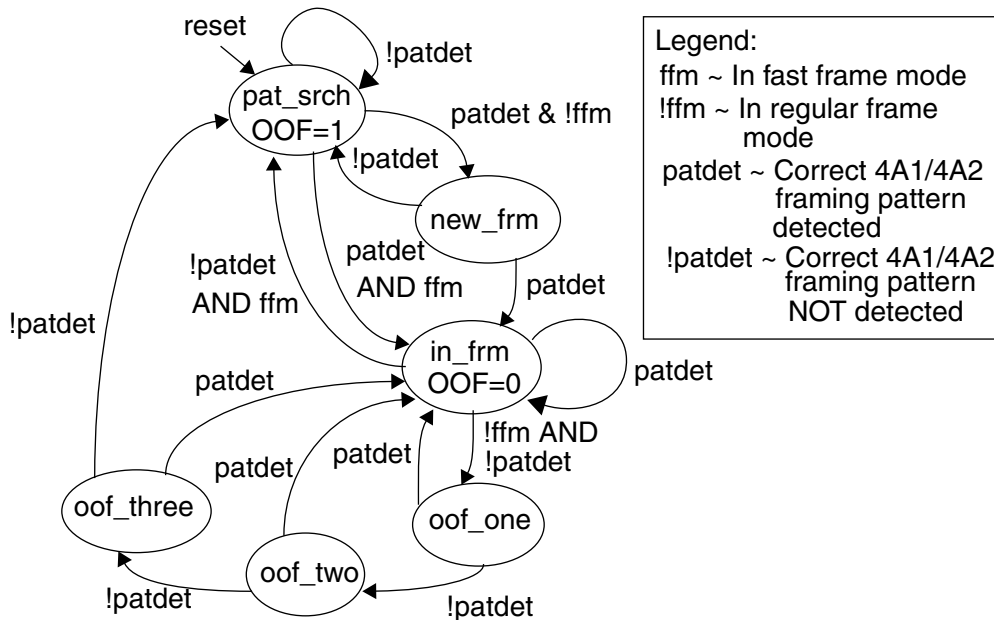 reset
!patdet
pat_srch
OOF=1
patdet & !ffm
!patdet
new_frm
!patdet
AND ffm
patdet
AND ffm
patdet
!patdet
in_frm
OOF=0
patdet
patdet
!ffm AND
!patdet
patdet
patdet
oof_three
oof_one
oof_two
!patdet
!patdet
Legend:
ffm ~ In fast frame mode
!ffm ~ In regular frame
mode
patdet ~ Correct 4A1/4A2
framing pattern
detected
!patdet ~ Correct 4A1/4A2
framing pattern
NOT detected